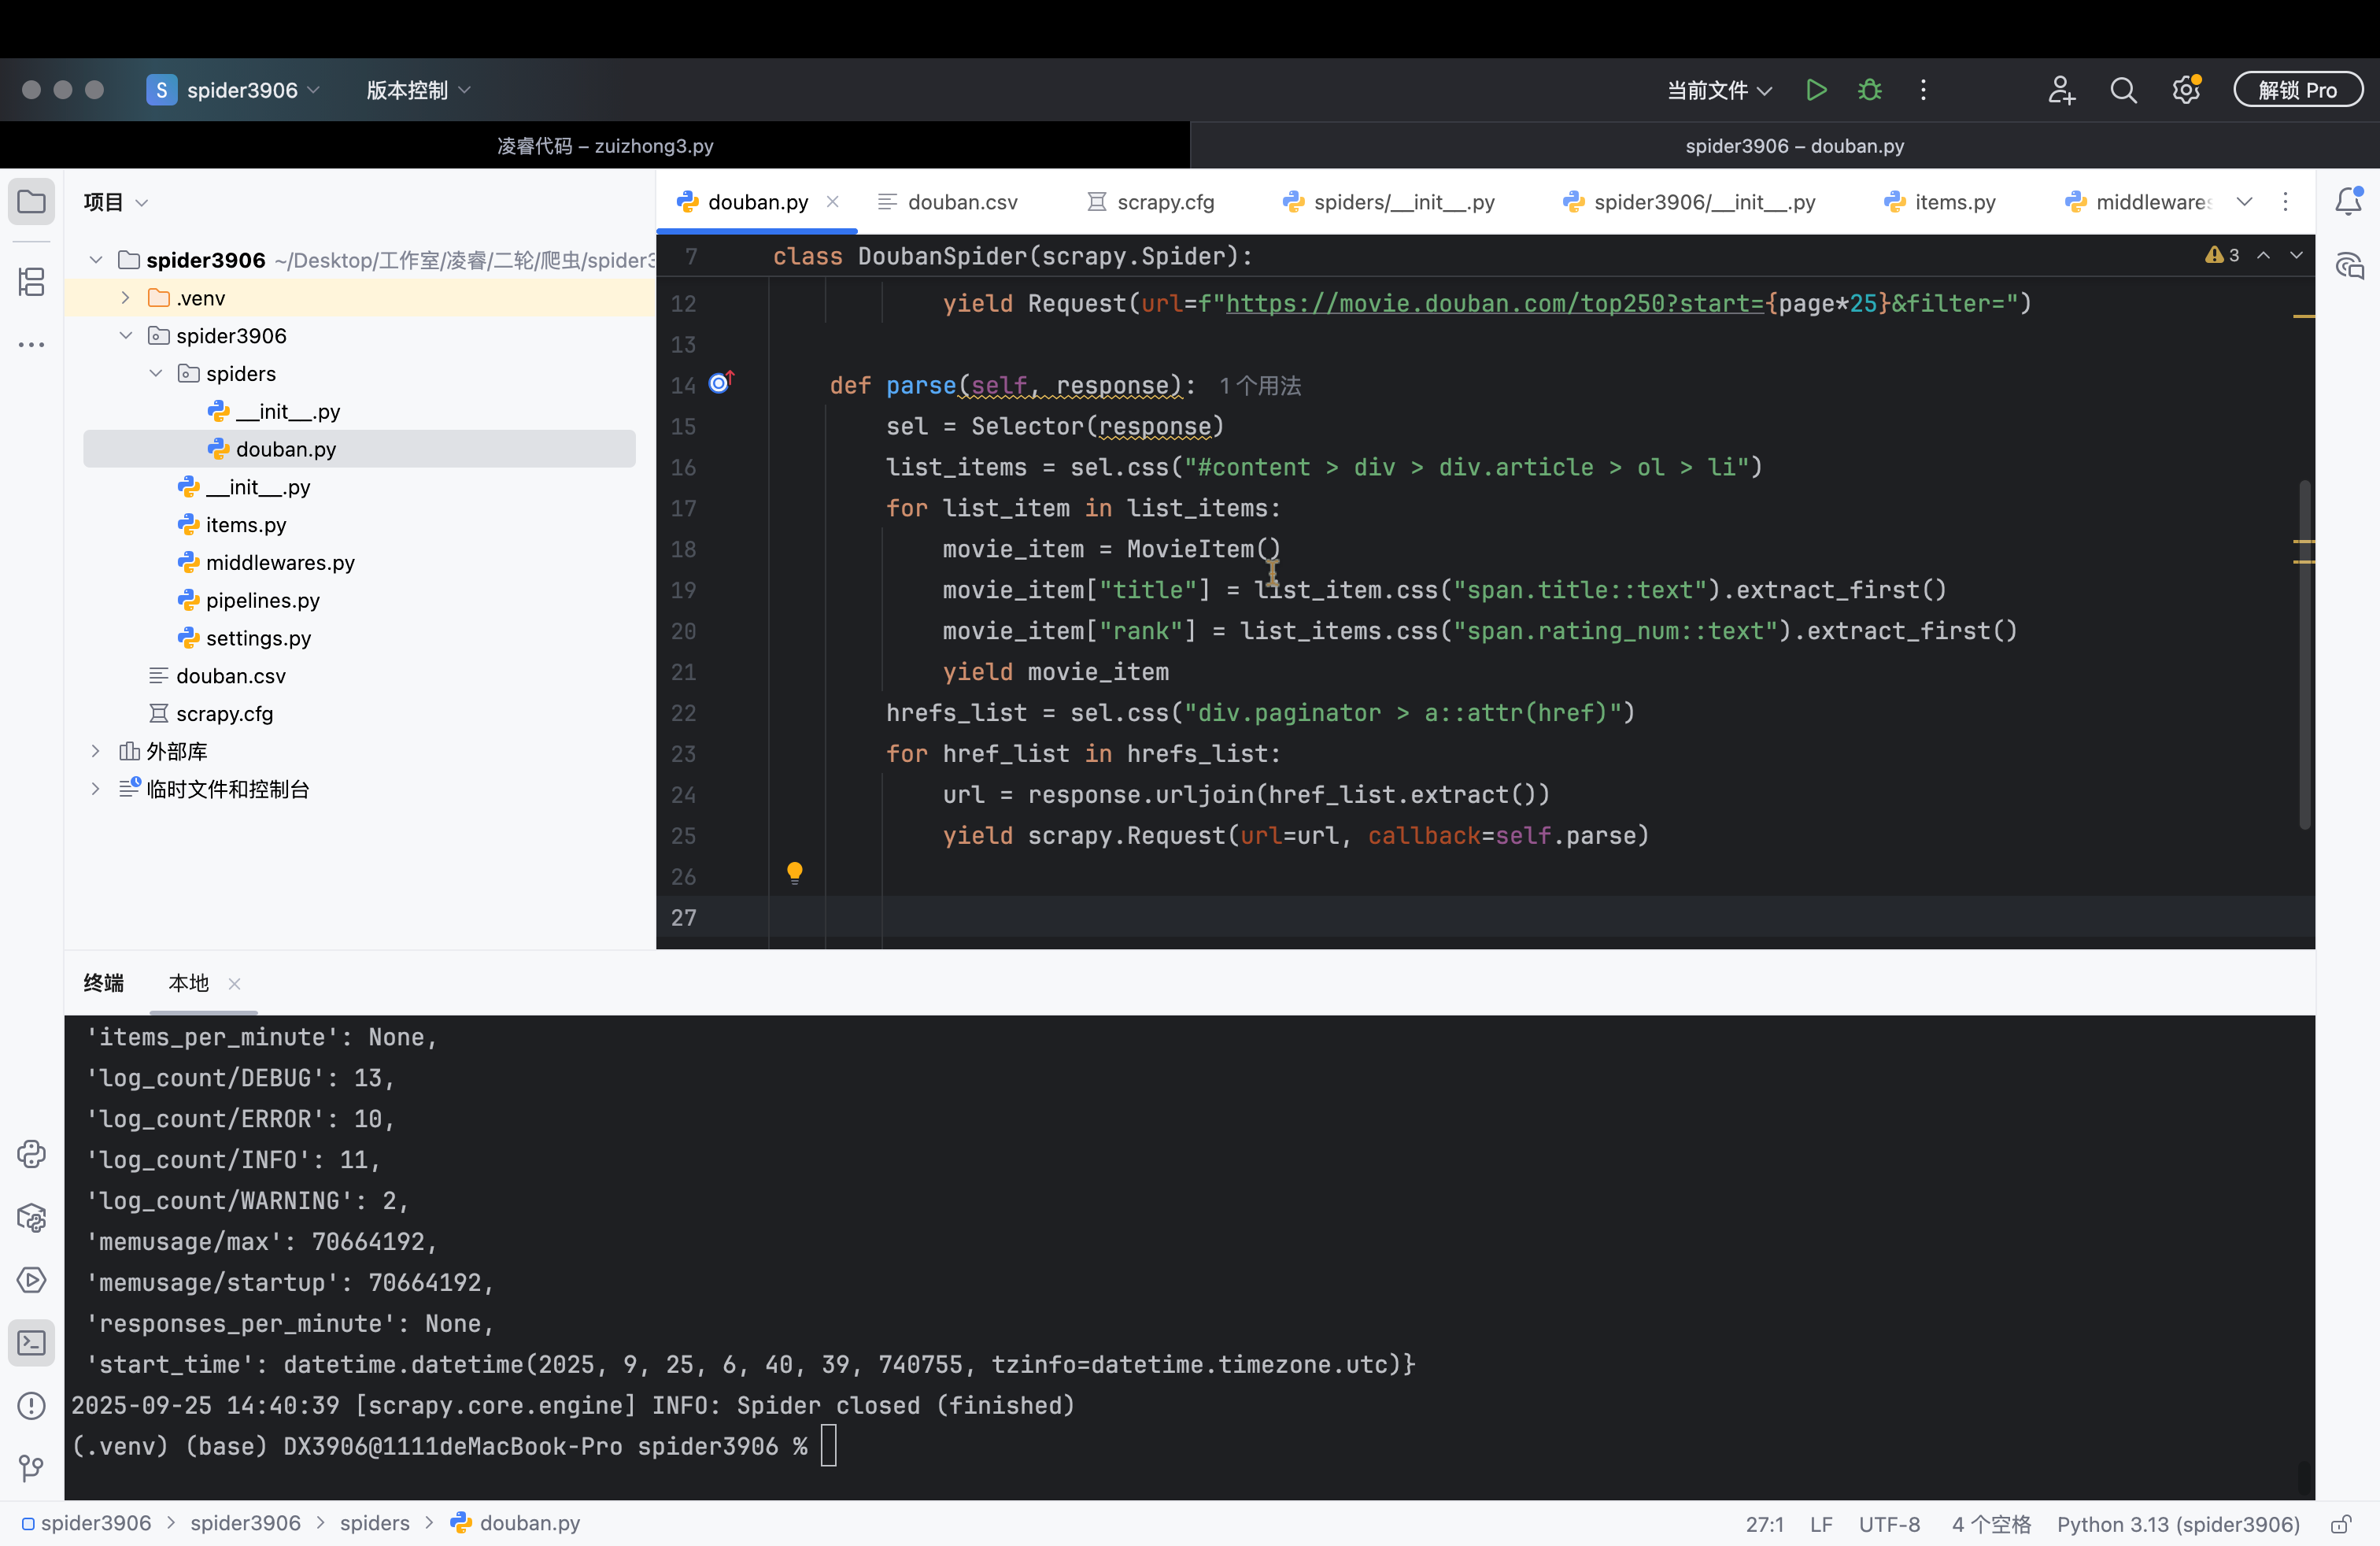 S spider3906 版本控制 当前文件 解锁 Pro
凌睿代码 – zuizhong3.py spider3906 – douban.py
项目
douban.py douban.csv scrapy.cfg spiders/__init__.py spider3906/__init__.py items.py middlewares
spider3906 ~/Desktop/工作室/凌睿/二轮/爬虫/spider3
.venv
spider3906
spiders
__init__.py
douban.py
__init__.py
items.py
middlewares.py
pipelines.py
settings.py
douban.csv
scrapy.cfg
外部库
临时文件和控制台
7 class DoubanSpider(scrapy.Spider): 3
12 yield Request(url=f"https://movie.douban.com/top250?start={page*25}&filter=")
13
14 def parse(self, response): 1 个用法
15 sel = Selector(response)
16 list_items = sel.css("#content > div > div.article > ol > li")
17 for list_item in list_items:
18 movie_item = MovieItem()
19 movie_item["title"] = list_item.css("span.title::text").extract_first()
20 movie_item["rank"] = list_items.css("span.rating_num::text").extract_first()
21 yield movie_item
22 hrefs_list = sel.css("div.paginator > a::attr(href)")
23 for href_list in hrefs_list:
24 url = response.urljoin(href_list.extract())
25 yield scrapy.Request(url=url, callback=self.parse)
26
27
终端 本地
'items_per_minute': None,
'log_count/DEBUG': 13,
'log_count/ERROR': 10,
'log_count/INFO': 11,
'log_count/WARNING': 2,
'memusage/max': 70664192,
'memusage/startup': 70664192,
'responses_per_minute': None,
'start_time': datetime.datetime(2025, 9, 25, 6, 40, 39, 740755, tzinfo=datetime.timezone.utc)}
2025-09-25 14:40:39 [scrapy.core.engine] INFO: Spider closed (finished)
(.venv) (base) DX3906@1111deMacBook-Pro spider3906 %
spider3906 > spider3906 > spiders > douban.py 27:1 LF UTF-8 4 个空格 Python 3.13 (spider3906)